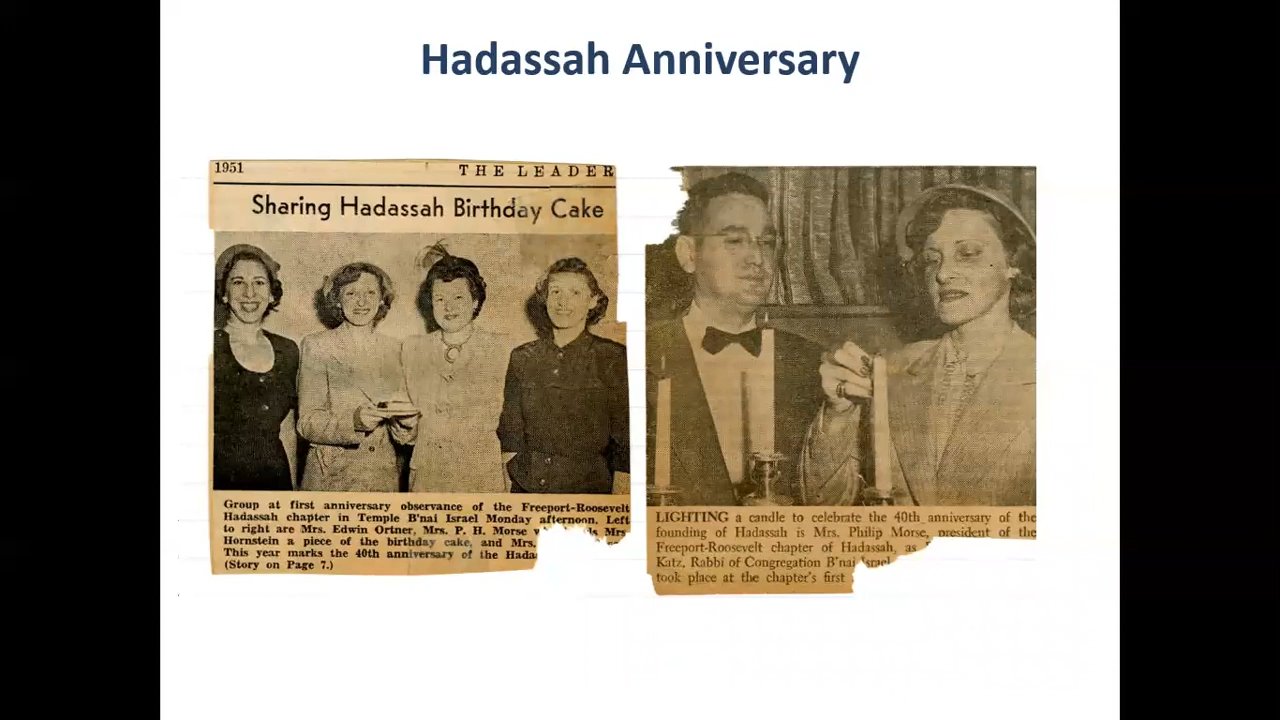 Hadassah Anniversary
1951 THE LEADER
Sharing Hadassah Birthday Cake
Group at first anniversary observance of the Freeport-Roosevelt
Hadassah chapter in Temple B'nai Israel Monday afternoon. Left
to right are Mrs. Edwin Ortner, Mrs. P. H. Morse Mrs
Hornstein a piece of the birthday cake, and Mrs.
This year marks the 40th anniversary of the
(Story on Page 7.)
LIGHTING a candle to celebrate the 40th anniversary of the
founding of Hadassah is Mrs. Philip Morse, president of the
Freeport-Roosevelt chapter of Hadassah, as
Katz, Rabbi of Congregation B'nai Israel
took place at the chapter's first